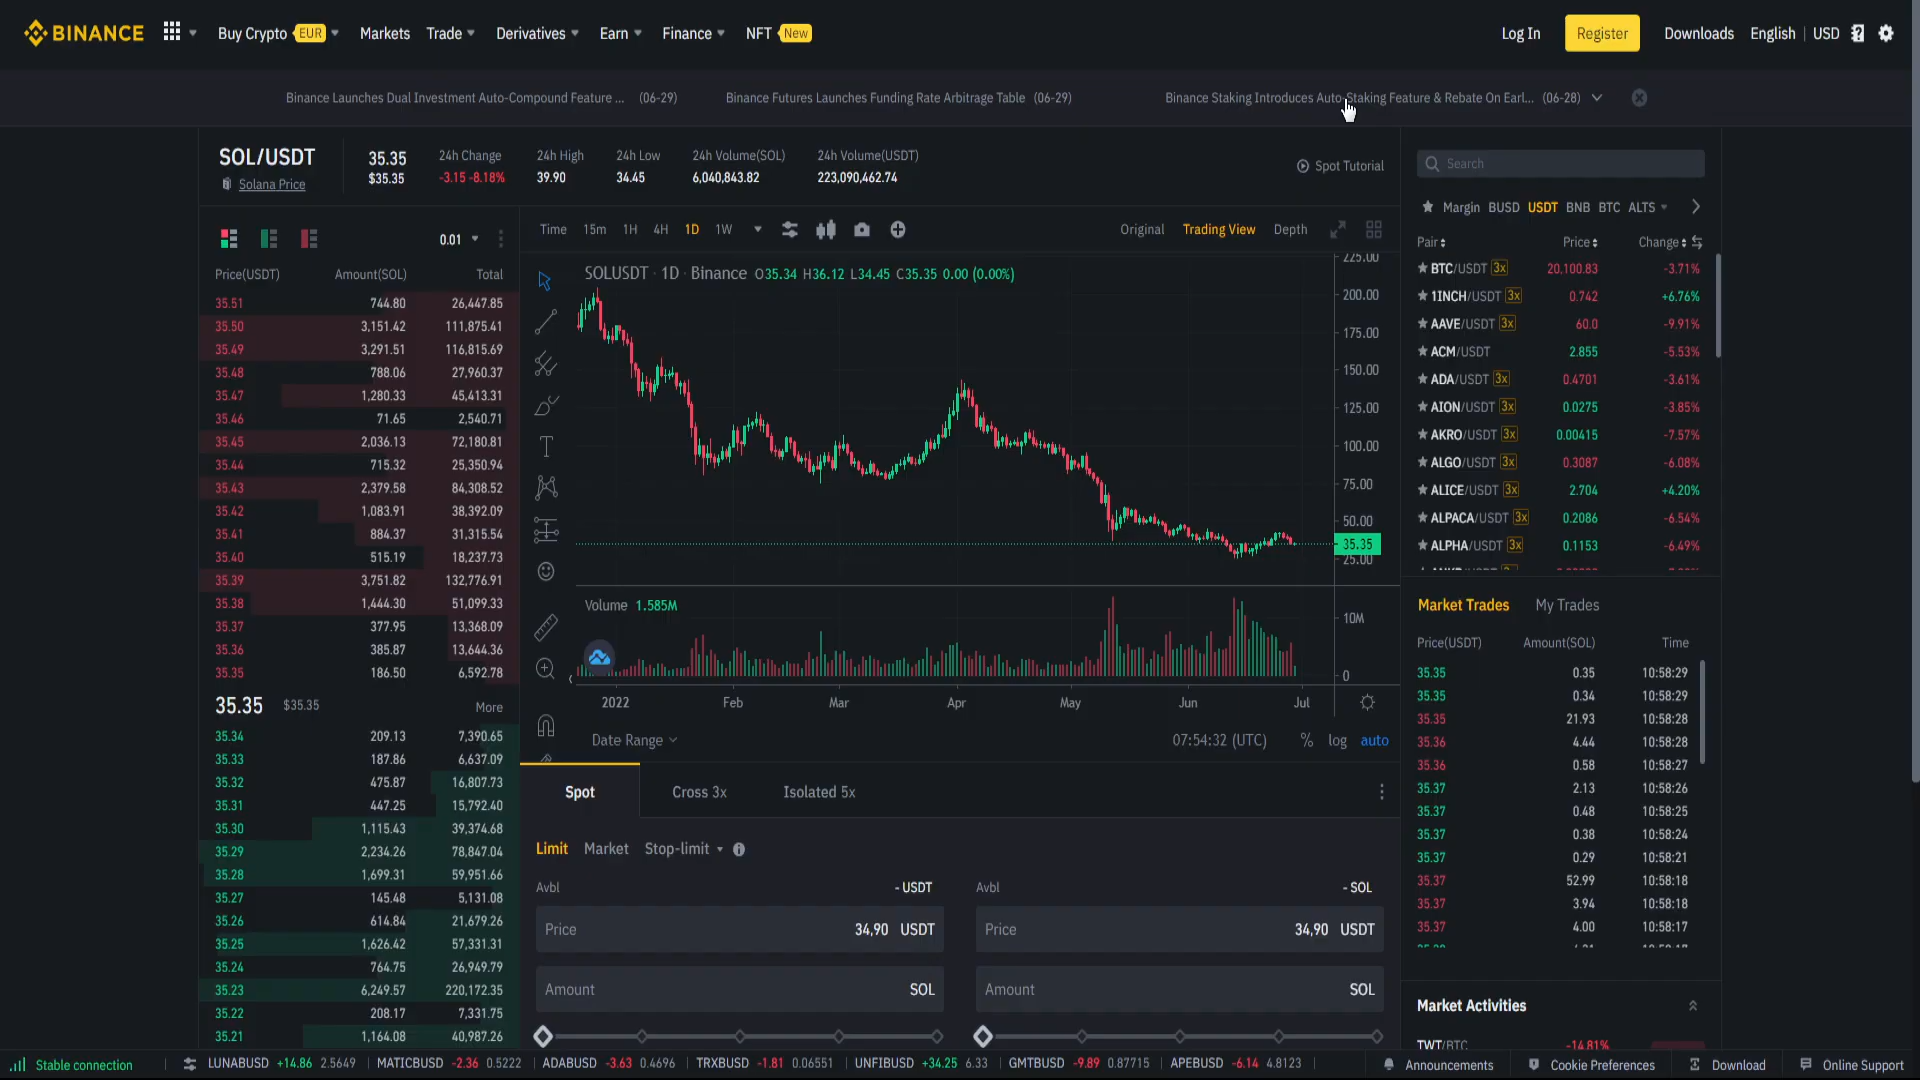 BINANCE Buy Crypto EUR Markets Trade Derivatives Earn Finance NFT New Log In Register Downloads English | USD
Binance Launches Dual Investment Auto-Compound Feature ... (06-29) Binance Futures Launches Funding Rate Arbitrage Table (06-29) Binance Staking Introduces Auto-Staking Feature & Rebate On Earl... (06-28)
SOL/USDT
Solana Price
35.35
$35.35
24h Change
-3.15 -8.18%
24h High
39.90
24h Low
34.45
24h Volume(SOL)
6,040,843.82
24h Volume(USDT)
223,090,462.74
Spot Tutorial
0.01
Price(USDT) Amount(SOL) Total
35.51 744.80 26,447.85
35.50 3,151.42 111,875.41
35.49 3,291.51 116,815.69
35.48 788.06 27,960.37
35.47 1,280.33 45,413.31
35.46 71.65 2,540.71
35.45 2,036.13 72,180.81
35.44 715.32 25,350.94
35.43 2,379.58 84,308.52
35.42 1,083.91 38,392.09
35.41 884.37 31,315.54
35.40 515.19 18,237.73
35.39 3,751.82 132,776.91
35.38 1,444.30 51,099.33
35.37 377.95 13,368.09
35.36 385.87 13,644.36
35.35 186.50 6,592.78
35.35 $35.35 More
35.34 209.13 7,390.65
35.33 187.86 6,637.09
35.32 475.87 16,807.73
35.31 447.25 15,792.40
35.30 1,115.43 39,374.68
35.29 2,234.26 78,847.04
35.28 1,699.31 59,951.66
35.27 145.48 5,131.08
35.26 614.84 21,679.26
35.25 1,626.42 57,331.31
35.24 764.75 26,949.79
35.23 6,249.57 220,172.35
35.22 208.17 7,331.75
35.21 1,164.08 40,987.26
Time 15m 1H 4H 1D 1W Original Trading View Depth
SOLUSDT · 1D · Binance O35.34 H36.12 L34.45 C35.35 0.00 (0.00%)
225.00
200.00
175.00
150.00
125.00
100.00
75.00
50.00
35.35
25.00
Volume 1.585M
10M
0
2022 Feb Mar Apr May Jun Jul
Date Range 07:54:32 (UTC) % log auto
Spot Cross 3x Isolated 5x
Limit Market Stop-limit
Avbl - USDT Avbl - SOL
Price 34,90 USDT Price 34,90 USDT
Amount SOL Amount SOL
Search
Margin BUSD USDT BNB BTC ALTS
Pair Price Change
BTC/USDT 3x 20,100.83 -3.71%
1INCH/USDT 3x 0.742 +6.76%
AAVE/USDT 3x 60.0 -9.91%
ACM/USDT 2.855 -5.53%
ADA/USDT 3x 0.4701 -3.61%
AION/USDT 3x 0.0275 -3.85%
AKRO/USDT 3x 0.00415 -7.57%
ALGO/USDT 3x 0.3087 -6.08%
ALICE/USDT 3x 2.704 +4.20%
ALPACA/USDT 3x 0.2086 -6.54%
ALPHA/USDT 3x 0.1153 -6.49%
Market Trades My Trades
Price(USDT) Amount(SOL) Time
35.35 0.35 10:58:29
35.35 0.34 10:58:29
35.35 21.93 10:58:28
35.36 4.44 10:58:28
35.36 0.58 10:58:27
35.37 2.13 10:58:26
35.37 0.48 10:58:25
35.37 0.38 10:58:24
35.37 0.29 10:58:21
35.37 52.99 10:58:18
35.37 3.94 10:58:18
35.37 4.00 10:58:17
Market Activities
TWT/BTC -14.81%
Stable connection LUNABUSD +14.86 2.5649 | MATICBUSD -2.36 0.5222 | ADABUSD -3.63 0.4696 | TRXBUSD -1.81 0.06551 | UNFIBUSD +34.25 6.33 | GMTBUSD -9.89 0.87715 | APEBUSD -6.14 4.8123 | Announcements Cookie Preferences Download Online Support